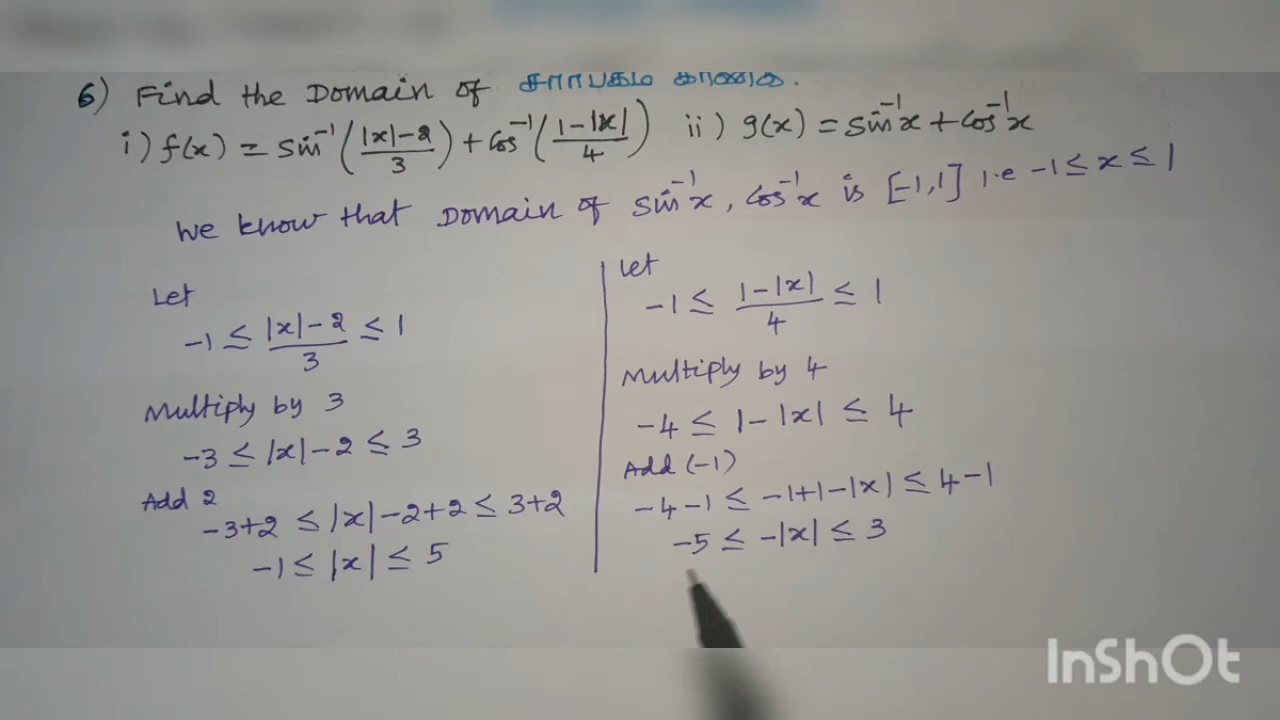 6) Find the Domain of சார்பகம் காண்க.
i) f(x) = sin⁻¹(|x|-2/3) + cos⁻¹(1-|x|/4) ii) g(x) = sin⁻¹x + cos⁻¹x
We know that Domain of sin⁻¹x, cos⁻¹x is [-1,1] i.e -1 ≤ x ≤ 1
Let
-1 ≤ |x|-2/3 ≤ 1
Multiply by 3
-3 ≤ |x|-2 ≤ 3
Add 2
-3+2 ≤ |x|-2+2 ≤ 3+2
-1 ≤ |x| ≤ 5
Let
-1 ≤ 1-|x|/4 ≤ 1
Multiply by 4
-4 ≤ 1-|x| ≤ 4
Add (-1)
-4-1 ≤ -1+1-|x| ≤ 4-1
-5 ≤ -|x| ≤ 3
InShOt